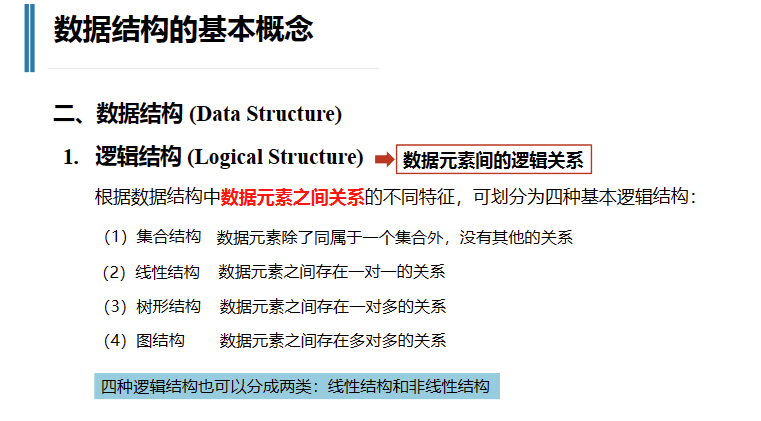 数据结构的基本概念
二、数据结构 (Data Structure)
1. 逻辑结构 (Logical Structure) 数据元素间的逻辑关系
根据数据结构中数据元素之间关系的不同特征，可划分为四种基本逻辑结构：
（1）集合结构 数据元素除了同属于一个集合外，没有其他的关系
（2）线性结构 数据元素之间存在一对一的关系
（3）树形结构 数据元素之间存在一对多的关系
（4）图结构 数据元素之间存在多对多的关系
四种逻辑结构也可以分成两类：线性结构和非线性结构